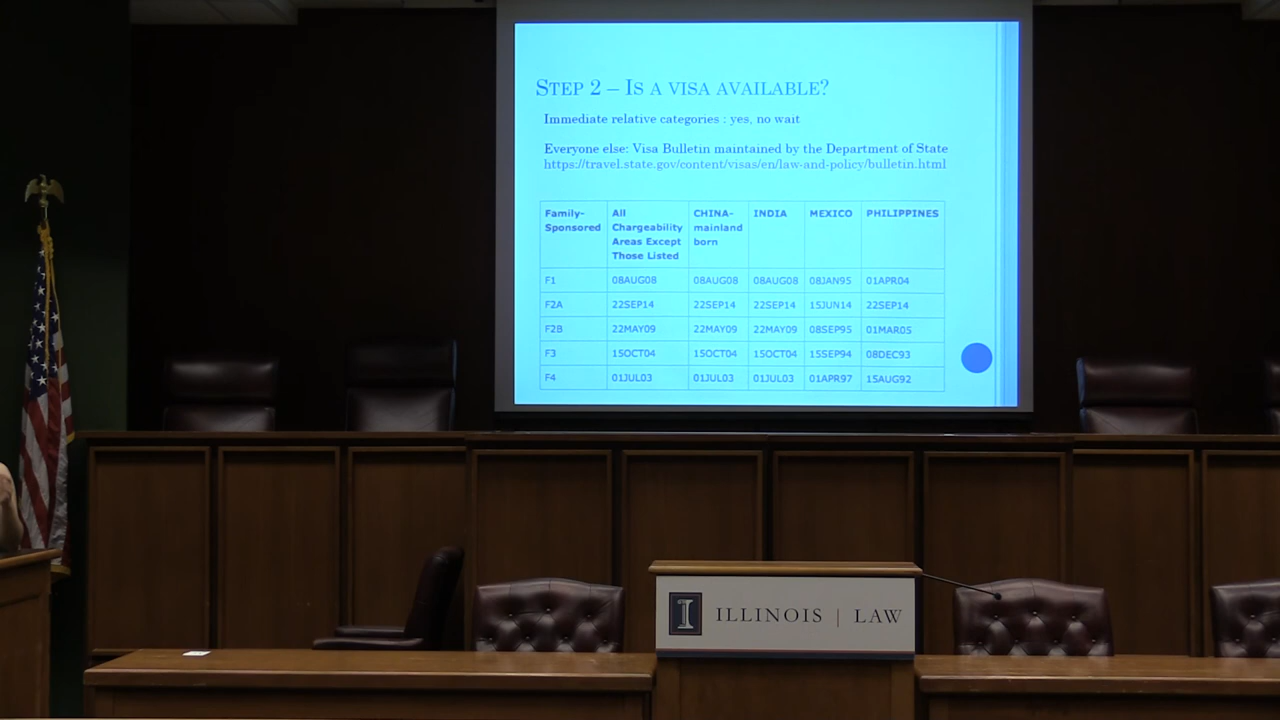 STEP 2 – IS A VISA AVAILABLE?
Immediate relative categories : yes, no wait
Everyone else: Visa Bulletin maintained by the Department of State
https://travel.state.gov/content/visas/en/law-and-policy/bulletin.html
Family-Sponsored All Chargeability Areas Except Those Listed CHINA-mainland born INDIA MEXICO PHILIPPINES
F1 08AUG08 08AUG08 08AUG08 08JAN95 01APR04
F2A 22SEP14 22SEP14 22SEP14 15JUN14 22SEP14
F2B 22MAY09 22MAY09 22MAY09 08SEP95 01MAR05
F3 15OCT04 15OCT04 15OCT04 15SEP94 08DEC93
F4 01JUL03 01JUL03 01JUL03 01APR97 15AUG92
I ILLINOIS | LAW